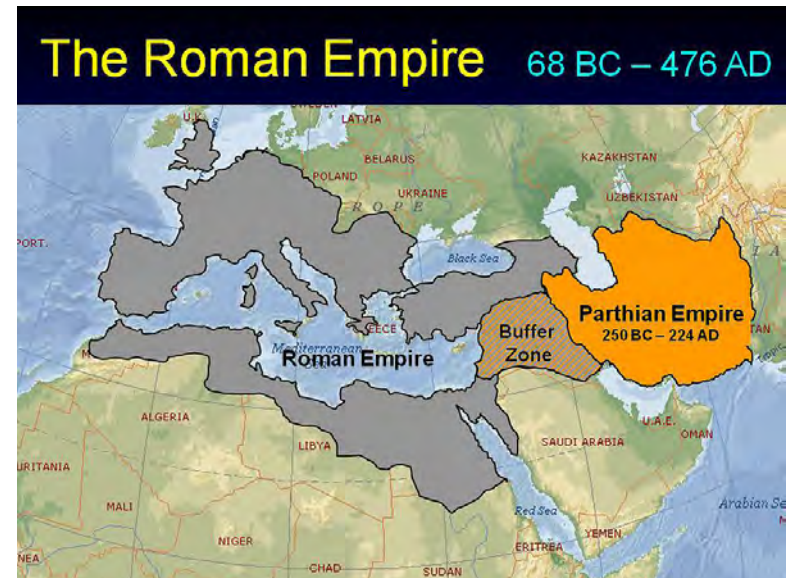 The Roman Empire 68 BC – 476 AD
U.K.
LATVIA
BELARUS
POLAND
KAZAKHSTAN
UKRAINE
UZBEKISTAN
E U R O P E
PORT.
Black Sea
Parthian Empire
250 BC – 224 AD
Buffer
Zone
Mediterranean
Roman Empire
ALGERIA
LIBYA
U.A.E.
OMAN
SAUDI ARABIA
MALI
Red Sea
Arabian Se
NIGER
YEMEN
ERITREA
CHAD
SUDAN